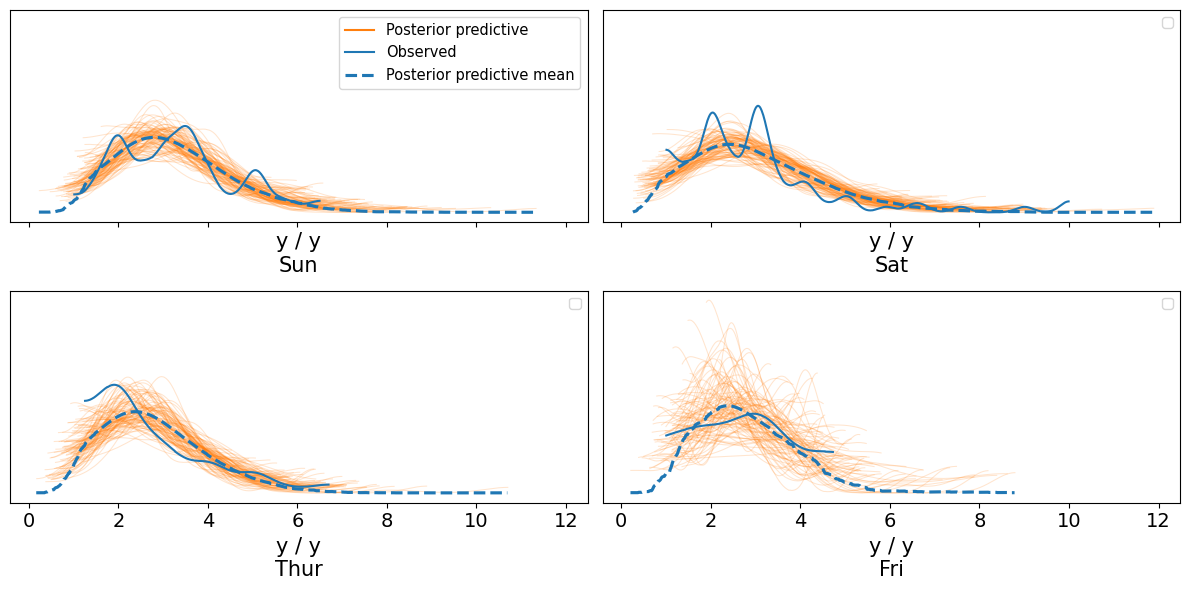 Posterior predictive
Observed
Posterior predictive mean
y / y
Sun
y / y
Sat
0 2 4 6 8 10 12
y / y
Thur
0 2 4 6 8 10 12
y / y
Fri